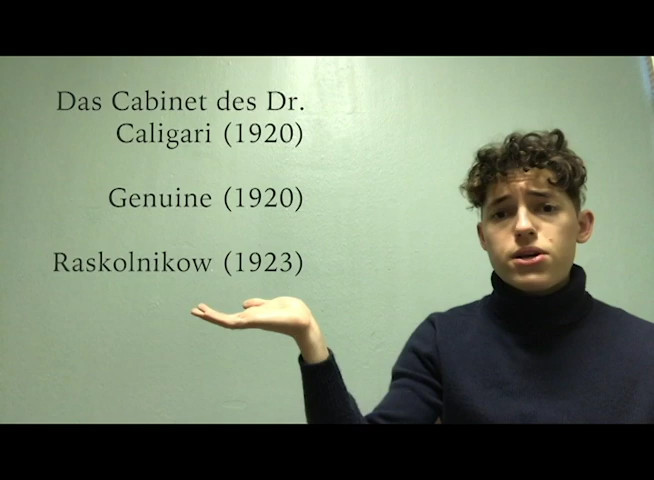 Das Cabinet des Dr.
Caligari (1920)
Genuine (1920)
Raskolnikow (1923)